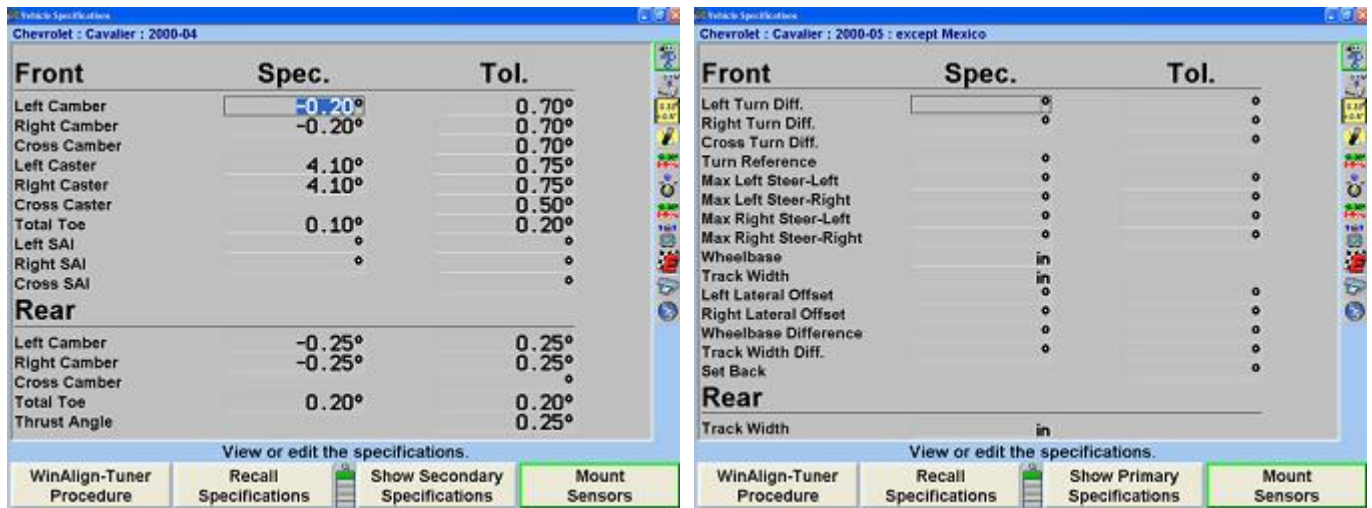 Vehicle Specifications
Chevrolet : Cavalier : 2000-04
Front Spec. Tol.
Left Camber -0.20° 0.70°
Right Camber -0.20° 0.70°
Cross Camber 0.70°
Left Caster 4.10° 0.75°
Right Caster 4.10° 0.75°
Cross Caster 0.50°
Total Toe 0.10° 0.20°
Left SAI ° °
Right SAI ° °
Cross SAI °
Rear
Left Camber -0.25° 0.25°
Right Camber -0.25° 0.25°
Cross Camber °
Total Toe 0.20° 0.20°
Thrust Angle 0.25°
View or edit the specifications.
WinAlign-Tuner Procedure
Recall Specifications
Show Secondary Specifications
Mount Sensors
Vehicle Specifications
Chevrolet : Cavalier : 2000-05 : except Mexico
Front Spec. Tol.
Left Turn Diff. ° °
Right Turn Diff. ° °
Cross Turn Diff. °
Turn Reference °
Max Left Steer-Left ° °
Max Left Steer-Right ° °
Max Right Steer-Left ° °
Max Right Steer-Right ° °
Wheelbase in
Track Width in
Left Lateral Offset ° °
Right Lateral Offset ° °
Wheelbase Difference ° °
Track Width Diff. ° °
Set Back °
Rear
Track Width in
View or edit the specifications.
WinAlign-Tuner Procedure
Recall Specifications
Show Primary Specifications
Mount Sensors